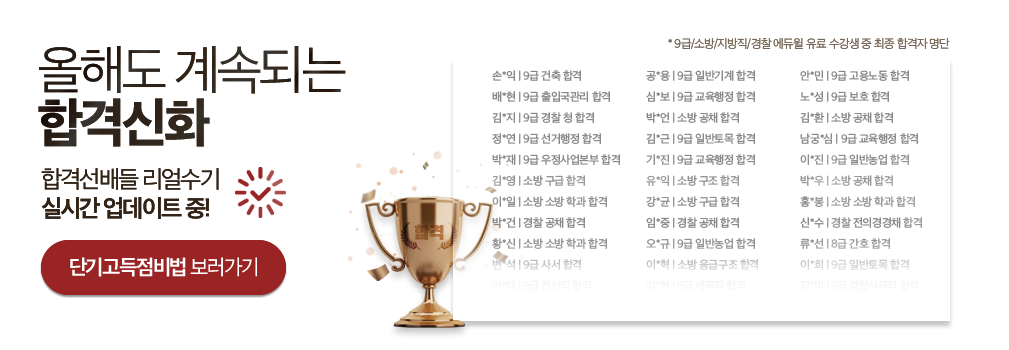 올해도 계속되는
합격신화
합격선배들 리얼수기
실시간 업데이트 중!
단기고득점비법 보러가기
합격
* 9급/소방/지방직/경찰 에듀윌 유료 수강생 중 최종 합격자 명단
손*익 | 9급 건축 합격
배*현 | 9급 출입국관리 합격
김*지 | 9급 경찰 청 합격
정*연 | 9급 선거행정 합격
박*재 | 9급 우정사업본부 합격
김*영 | 소방 구급 합격
이*일 | 소방 소방 학과 합격
박*건 | 경찰 공채 합격
황*신 | 소방 소방 학과 합격
변*석 | 9급 사서 합격
공*용 | 9급 일반기계 합격
심*보 | 9급 교육행정 합격
박*언 | 소방 공채 합격
김*근 | 9급 일반토목 합격
기*진 | 9급 교육행정 합격
유*익 | 소방 구조 합격
강*균 | 소방 구급 합격
임*중 | 경찰 공채 합격
오*규 | 9급 일반농업 합격
이*혁 | 소방 응급구조 합격
안*민 | 9급 고용노동 합격
노*성 | 9급 보호 합격
김*환 | 소방 공채 합격
남궁*심 | 9급 교육행정 합격
이*진 | 9급 일반농업 합격
박*우 | 소방 공채 합격
홍*봉 | 소방 소방 학과 합격
신*수 | 경찰 전의경경채 합격
류*선 | 8급 간호 합격
이*희 | 9급 일반토목 합격